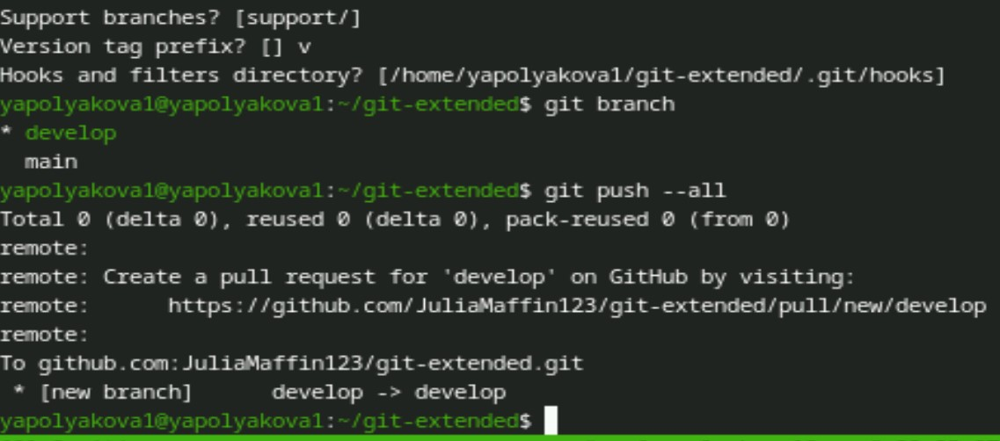 Support branches? [support/]
Version tag prefix? [] v
Hooks and filters directory? [/home/yapolyakova1/git-extended/.git/hooks]
yapolyakova1@yapolyakova1:~/git-extended$ git branch
* develop
  main
yapolyakova1@yapolyakova1:~/git-extended$ git push --all
Total 0 (delta 0), reused 0 (delta 0), pack-reused 0 (from 0)
remote:
remote: Create a pull request for 'develop' on GitHub by visiting:
remote:      https://github.com/JuliaMaffin123/git-extended/pull/new/develop
remote:
To github.com:JuliaMaffin123/git-extended.git
 * [new branch]      develop -> develop
yapolyakova1@yapolyakova1:~/git-extended$